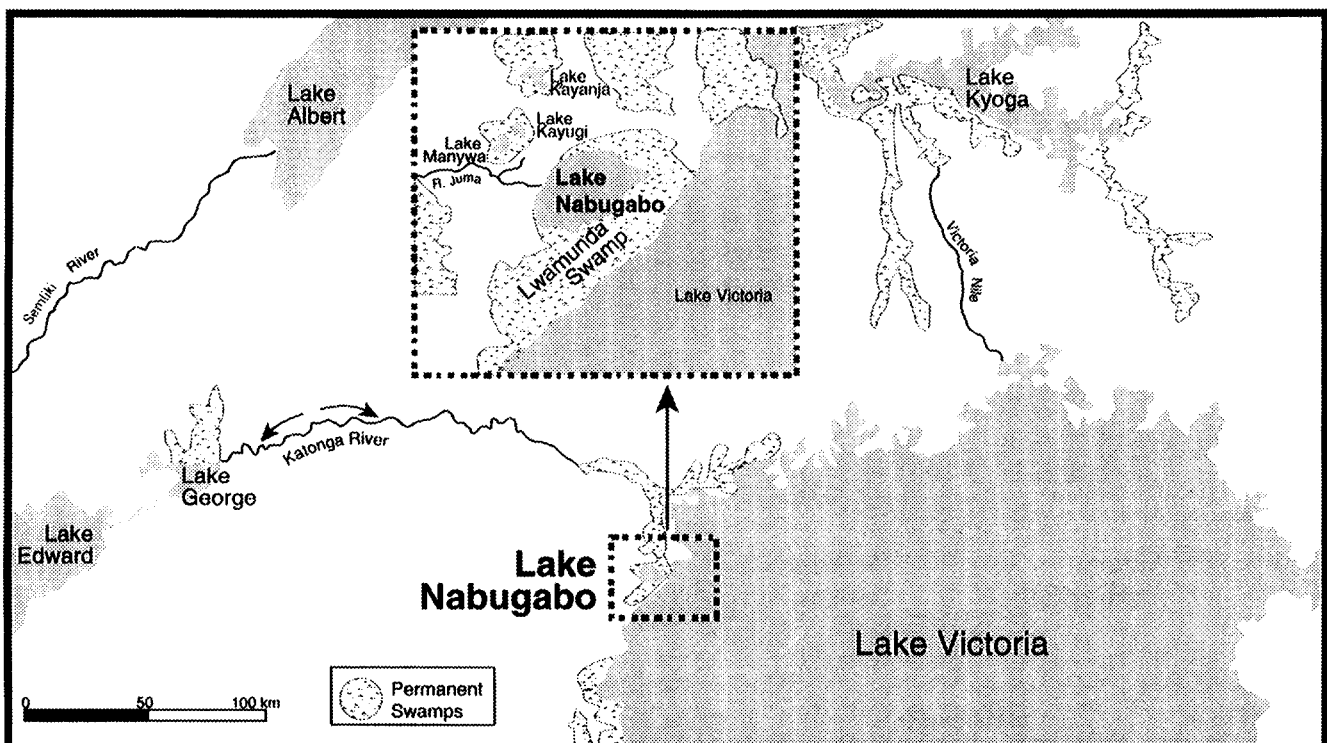 Lake
Albert
Semliki River
Lake
Kayanja
Lake
Kayugi
Lake
Manywa
R. Juma
Lake
Nabugabo
Lwamunda
Swamp
Lake Victoria
Lake
Kyoga
Victoria Nile
Katonga River
Lake
George
Lake
Edward
Lake
Nabugabo
Lake Victoria
0 50 100 km
Permanent
Swamps